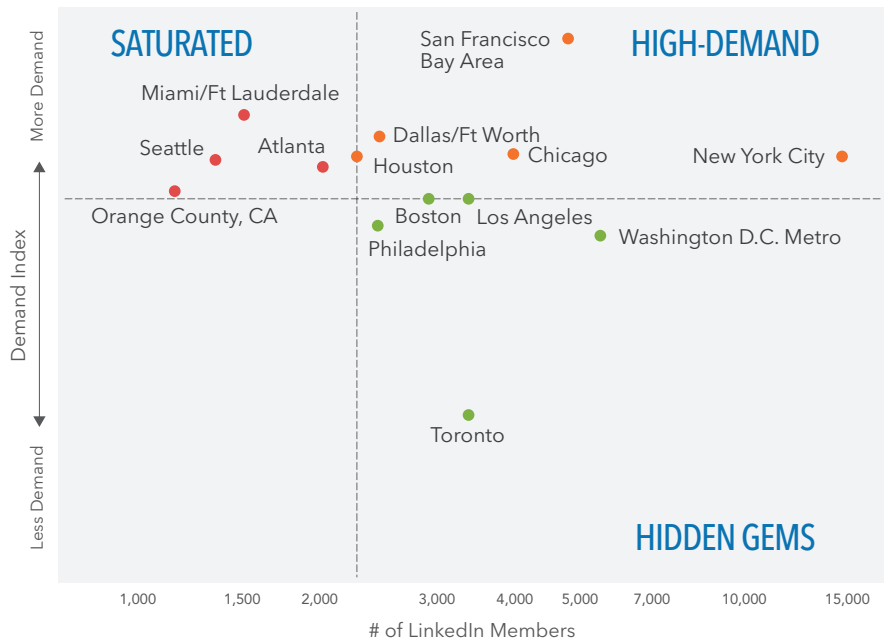 SATURATED
HIGH-DEMAND
San Francisco
Bay Area
Miami/Ft Lauderdale
Dallas/Ft Worth
Seattle
Atlanta
Houston
Chicago
New York City
Orange County, CA
Boston
Los Angeles
Philadelphia
Washington D.C. Metro
Toronto
HIDDEN GEMS
More Demand
Demand Index
Less Demand
1,000
1,500
2,000
3,000
4,000
5,000
7,000
10,000
15,000
# of LinkedIn Members